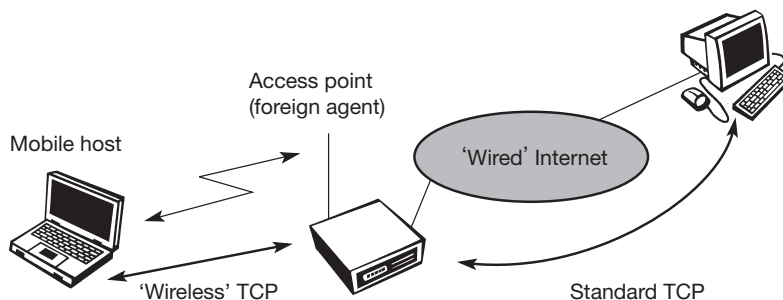 Access point
(foreign agent)
Mobile host
‘Wired’ Internet
‘Wireless’ TCP
Standard TCP